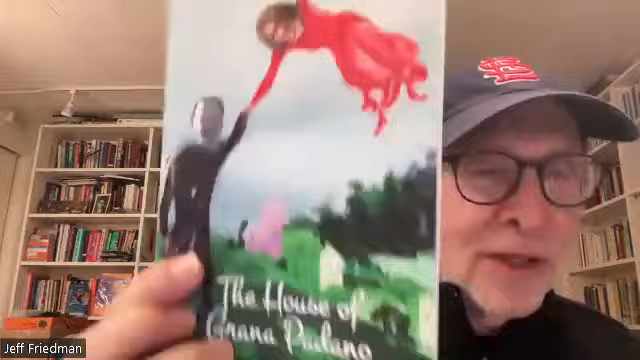 The House of
Grana Padano
Jeff Friedman